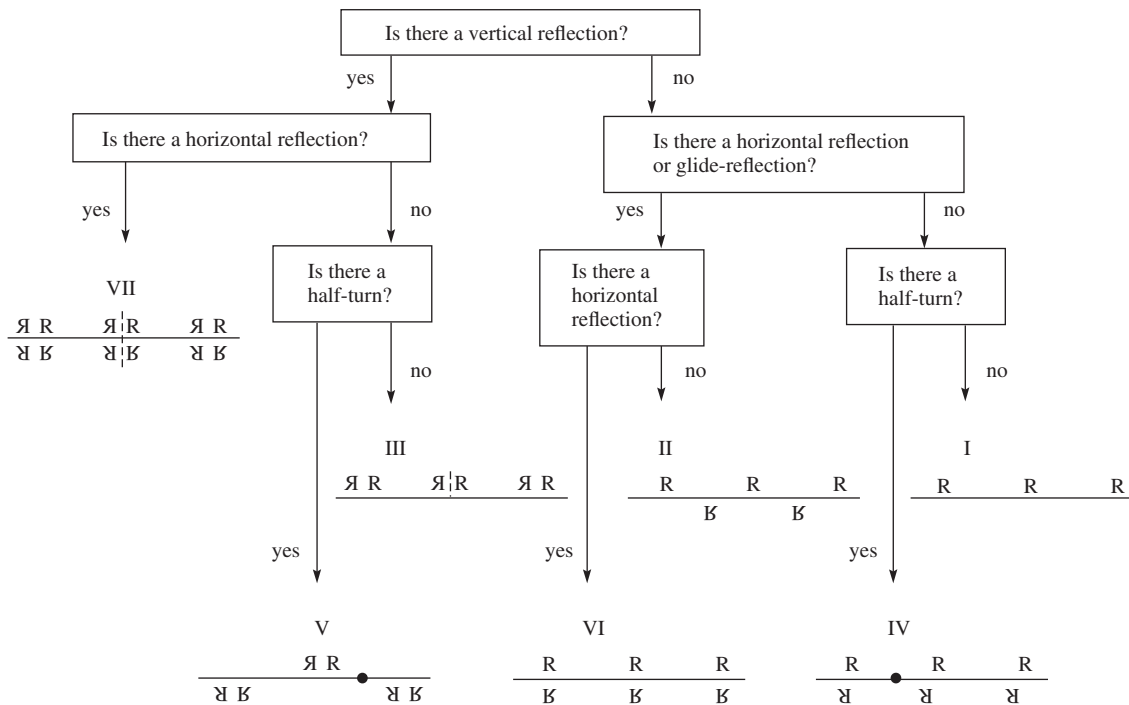 Is there a vertical reflection?
yes
no
Is there a horizontal reflection?
Is there a horizontal reflection
or glide-reflection?
yes
no
yes
no
Is there a
half-turn?
Is there a
horizontal
reflection?
Is there a
half-turn?
VII
Я R Я R Я R
ᴚ ʁ ᴚ ʁ ᴚ ʁ
no
no
no
III
Я R Я R Я R
II
R R R
ʁ ʁ
I
R R R
yes
yes
yes
V
Я R
ᴚ ʁ ᴚ ʁ
VI
R R R
ʁ ʁ ʁ
IV
R R R
ᴚ ᴚ ᴚ